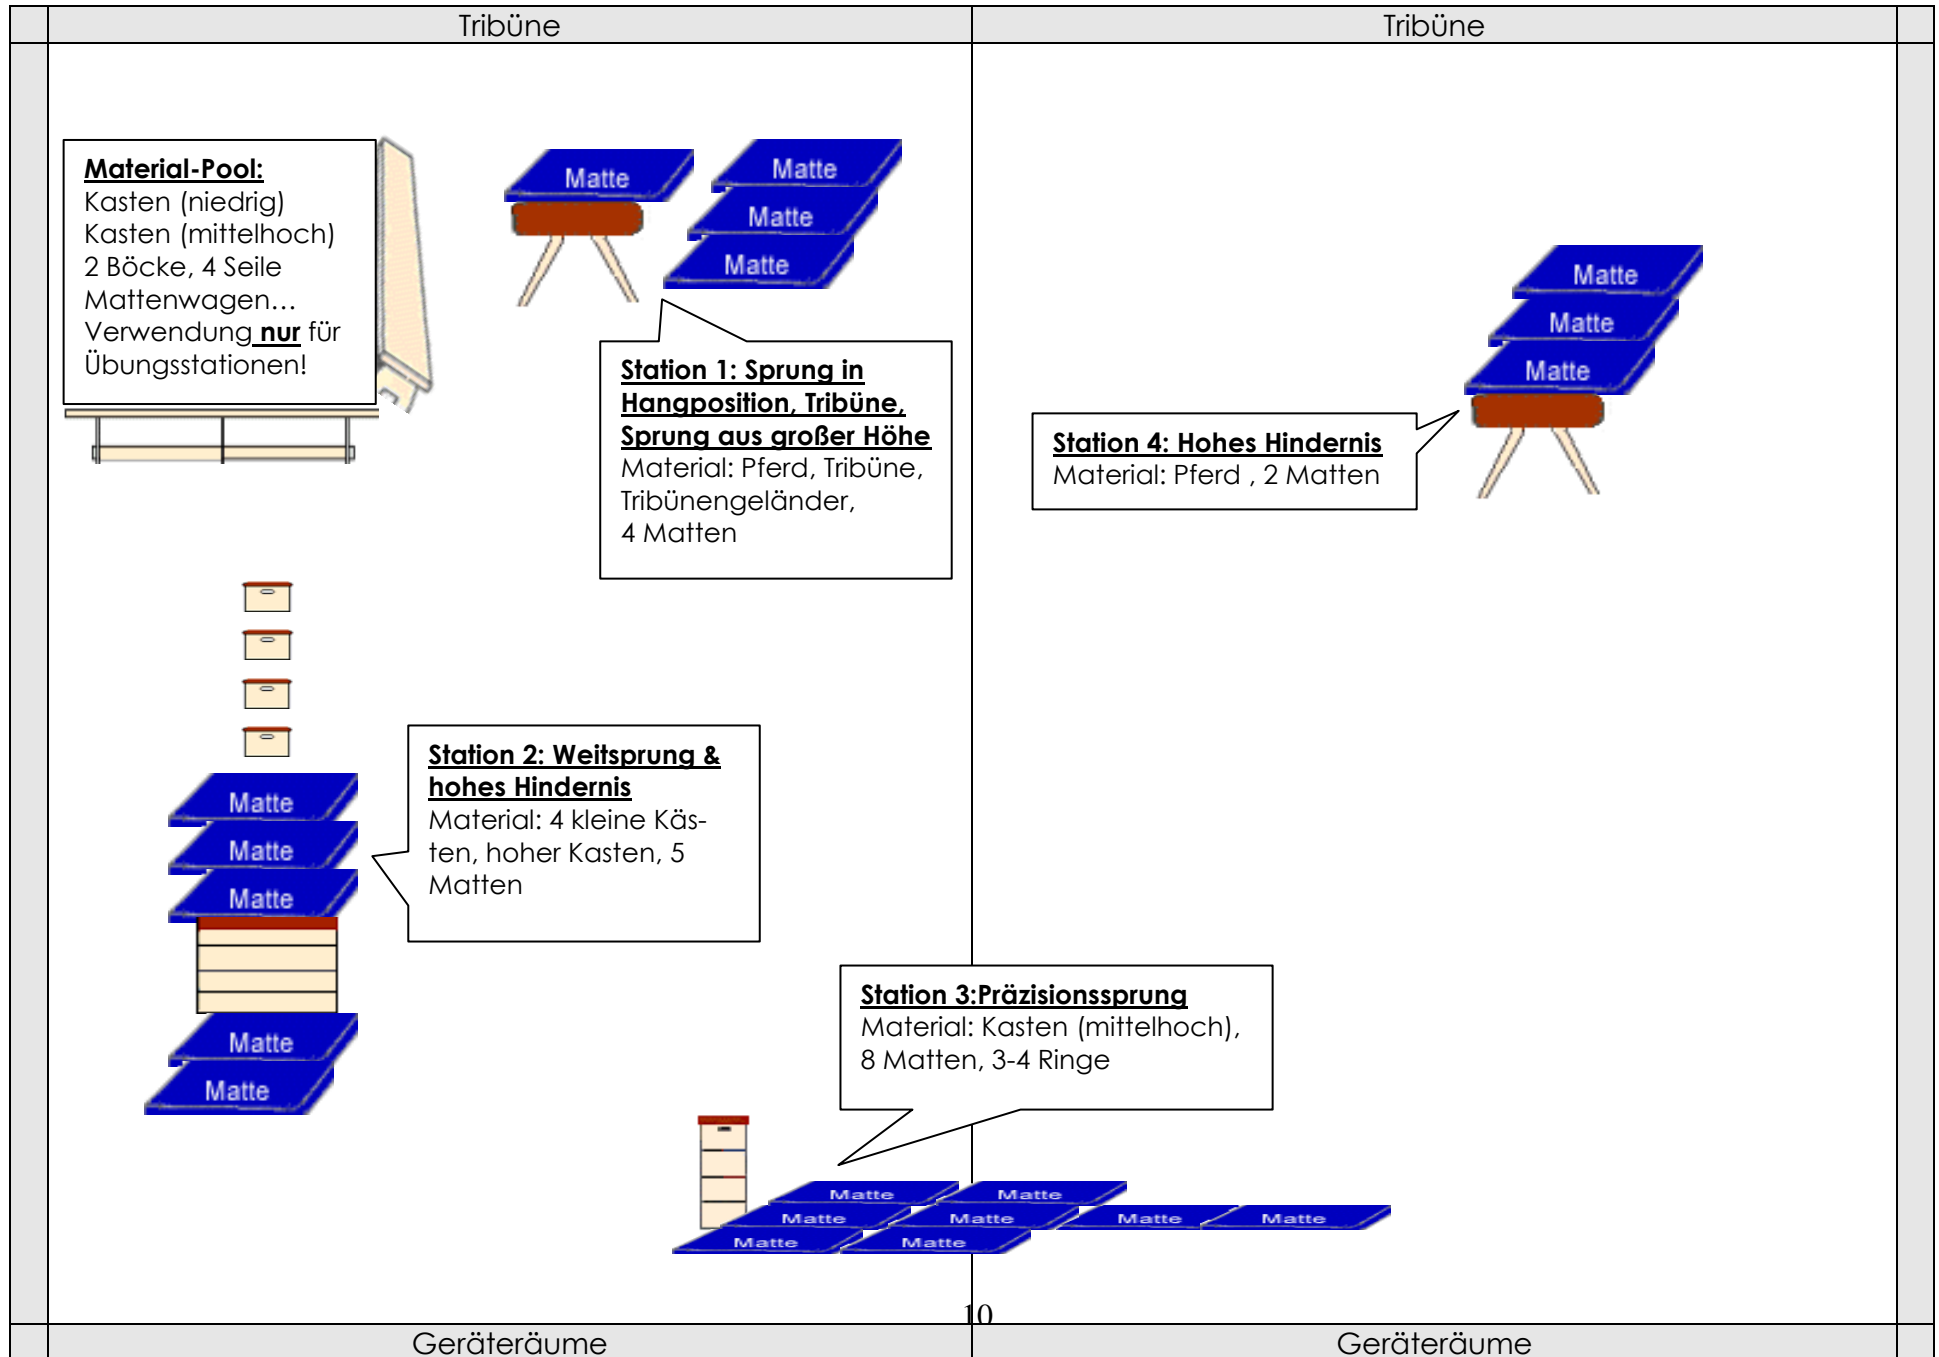 Tribüne
Tribüne
Material-Pool:
Kasten (niedrig)
Kasten (mittelhoch)
2 Böcke, 4 Seile
Mattenwagen…
Verwendung nur für
Übungsstationen!
Matte
Matte
Matte
Matte
Station 1: Sprung in
Hangposition, Tribüne,
Sprung aus großer Höhe
Material: Pferd, Tribüne,
Tribünengeländer,
4 Matten
Matte
Matte
Matte
Station 4: Hohes Hindernis
Material: Pferd , 2 Matten
Matte
Matte
Matte
Station 2: Weitsprung &
hohes Hindernis
Material: 4 kleine Käs-
ten, hoher Kasten, 5
Matten
Matte
Matte
Station 3:Präzisionssprung
Material: Kasten (mittelhoch),
8 Matten, 3-4 Ringe
Matte
Matte
Matte
Matte
Matte
Matte
Matte
Matte
10
Geräteräume
Geräteräume